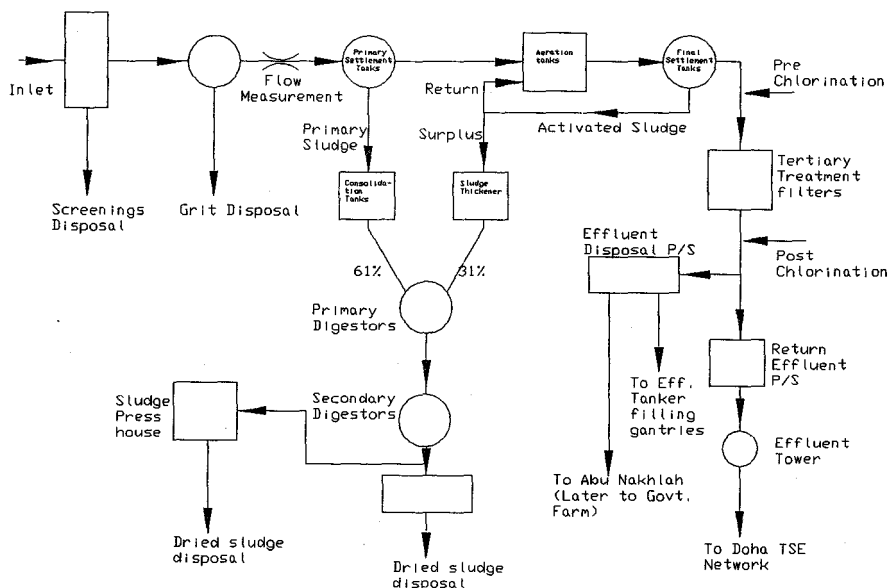 Inlet
Screenings
Disposal
Grit Disposal
Flow
Measurement
Primary
Settlement
Tanks
Primary
Sludge
Consolida-
tion
Tanks
Aeration
tanks
Return
Surplus
Sludge
Thickener
Final
Settlement
Tanks
Activated Sludge
Pre
Chlorination
Tertiary
Treatment
filters
Post
Chlorination
Effluent
Disposal P/S
61%
31%
Primary
Digestors
Secondary
Digestors
Sludge
Press
house
Dried sludge
disposal
Dried sludge
disposal
To Eff.
Tanker
filling
gantries
To Abu Nakhlah
(Later to Govt.
Farm)
Return
Effluent
P/S
Effluent
Tower
To Doha TSE
Network